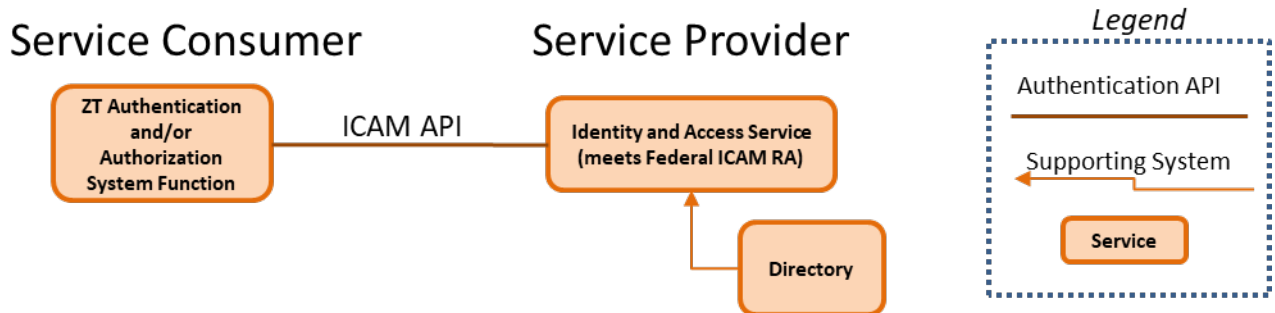 Service Consumer
Service Provider
Legend
ZT Authentication
and/or
Authorization
System Function
ICAM API
Identity and Access Service
(meets Federal ICAM RA)
Directory
Authentication API
Supporting System
Service